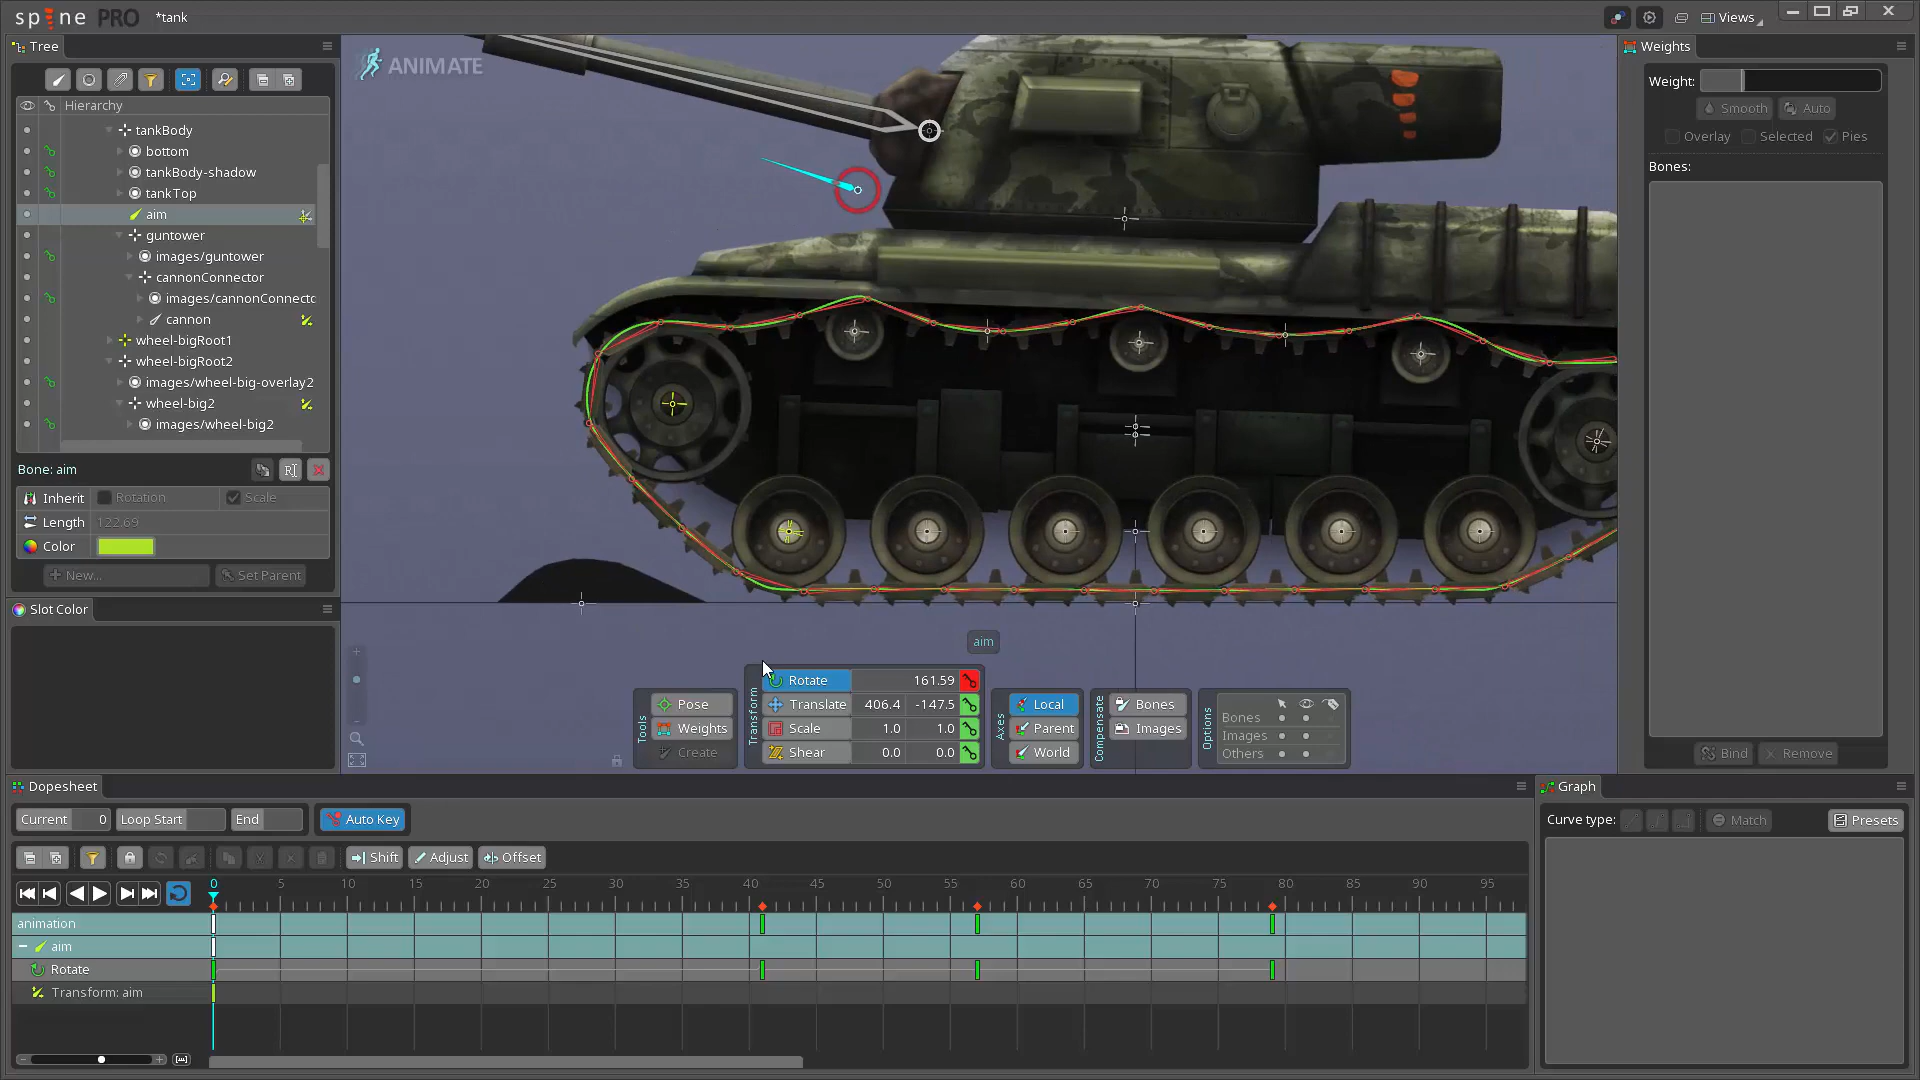 spine PRO *tank
Views
Tree
Hierarchy
tankBody
bottom
tankBody-shadow
tankTop
aim
guntower
images/guntower
cannonConnector
images/cannonConnectc
cannon
wheel-bigRoot1
wheel-bigRoot2
images/wheel-big-overlay2
wheel-big2
images/wheel-big2
Bone: aim
Inherit Rotation Scale
Length 122.69
Color
+ New... Set Parent
Slot Color
ANIMATE
aim
Tools
Pose
Weights
Create
Transform
Rotate 161.59
Translate 406.4 -147.5
Scale 1.0 1.0
Shear 0.0 0.0
Axes
Local
Parent
World
Compensate
Bones
Images
Options
Bones
Images
Others
Weights
Weight:
Smooth Auto
Overlay Selected Pies
Bones:
Bind Remove
Dopesheet
Current 0 Loop Start End Auto Key
Shift Adjust Offset
0 5 10 15 20 25 30 35 40 45 50 55 60 65 70 75 80 85 90 95
animation
aim
Rotate
Transform: aim
Graph
Curve type: Match Presets